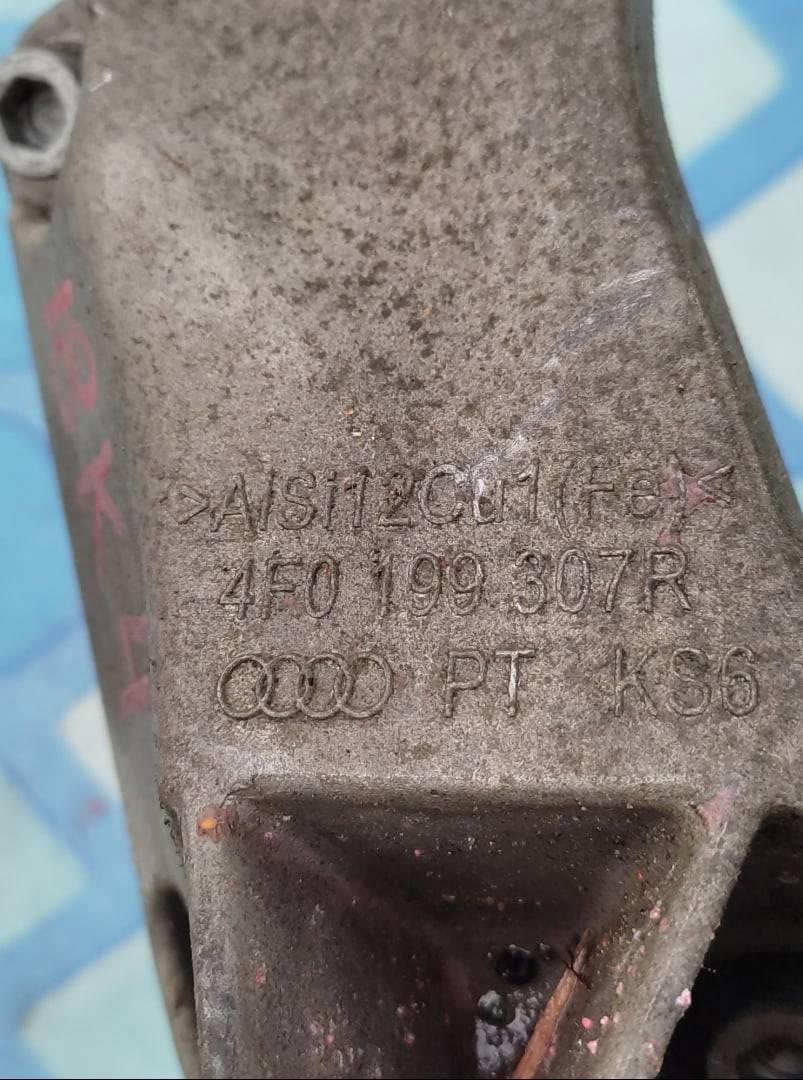 >AlSi12Cu1(Fe)<
4F0 199 307R
PT KS6